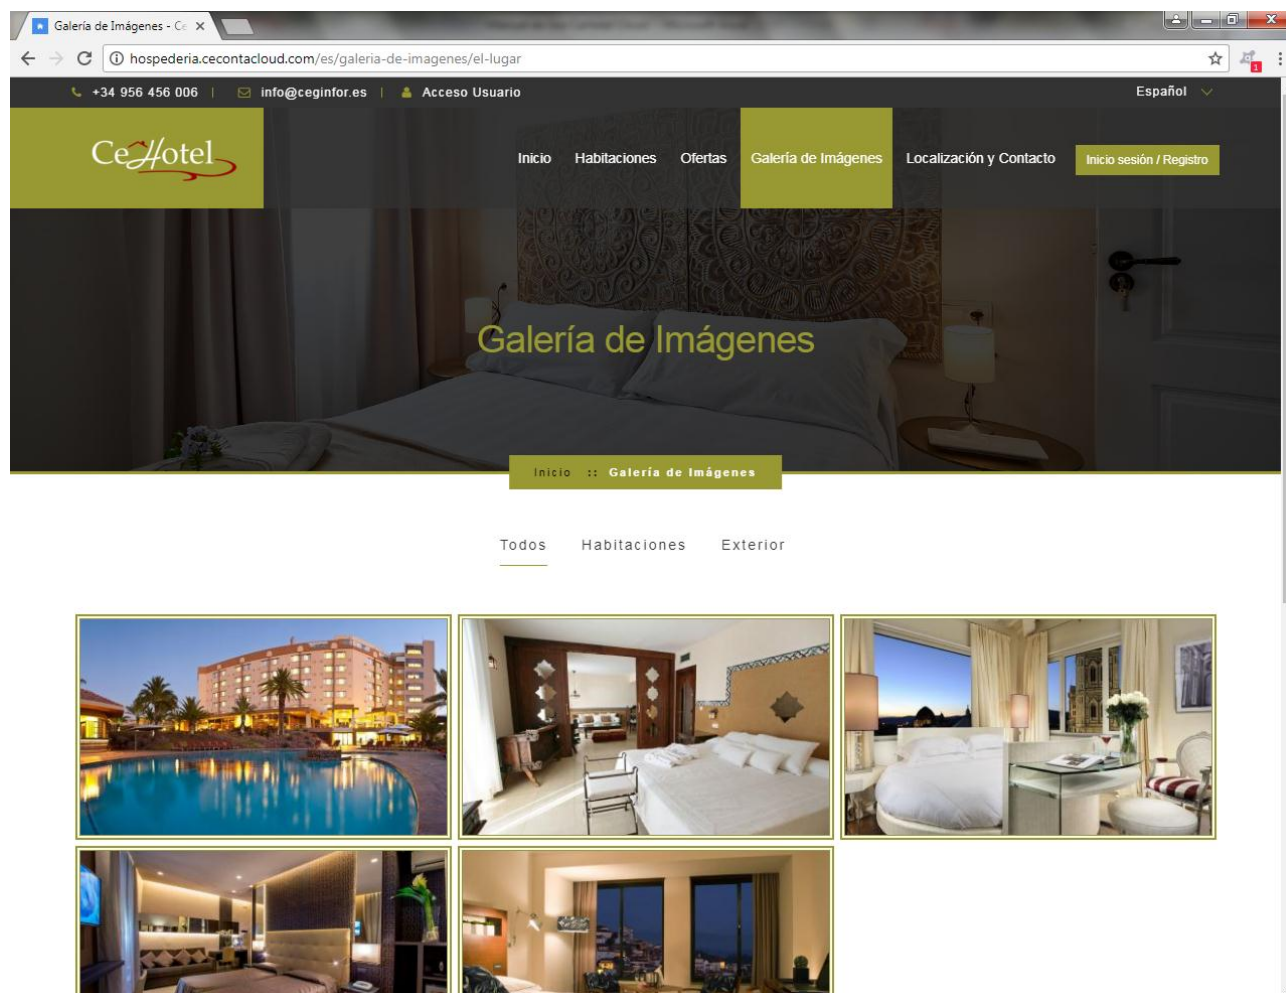 Galería de Imágenes - Ce
hospederia.cecontacloud.com/es/galeria-de-imagenes/el-lugar
1
+34 956 456 006 | info@ceginfor.es | Acceso Usuario
Español
CeHotel
Inicio Habitaciones Ofertas Galería de Imágenes Localización y Contacto Inicio sesión / Registro
Galería de Imágenes
Inicio :: Galería de Imágenes
Todos Habitaciones Exterior